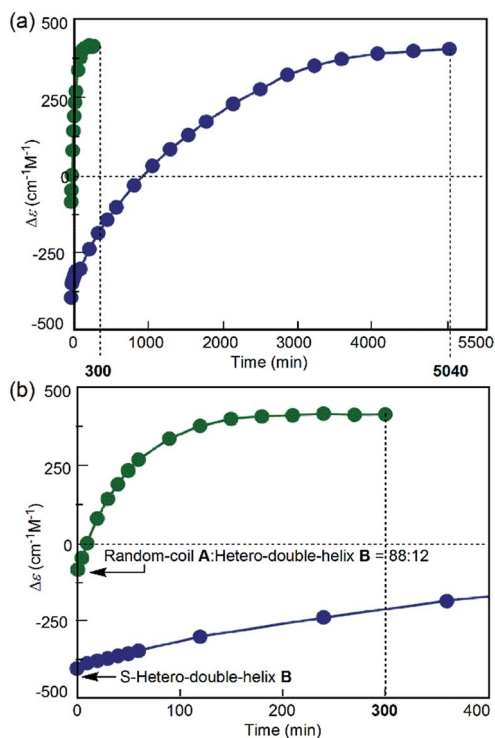 (a)
500
250
0
-250
-500
Δε (cm⁻¹M⁻¹)
0 1000 2000 3000 4000 5500
Time (min)
300 5040
(b)
500
250
0
-250
-500
Δε (cm⁻¹M⁻¹)
Random-coil A:Hetero-double-helix B = 88:12
S-Hetero-double-helix B
0 100 200 300 400
Time (min)